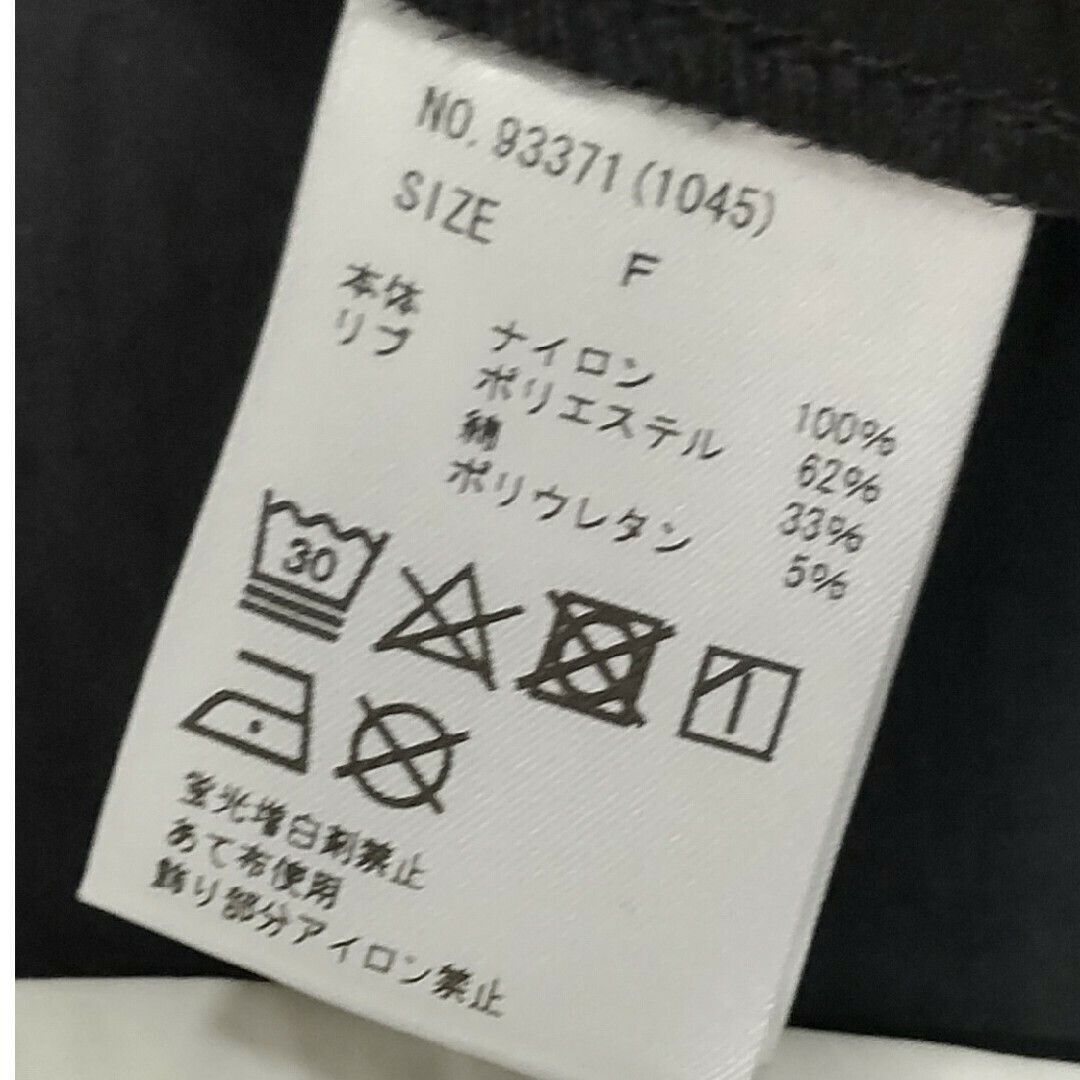 NO. 93371 (1045)
SIZE F
本体 ナイロン 100%
リブ ポリエステル 62%
綿 33%
ポリウレタン 5%
30
蛍光増白剤禁止
あて布使用
飾り部分アイロン禁止